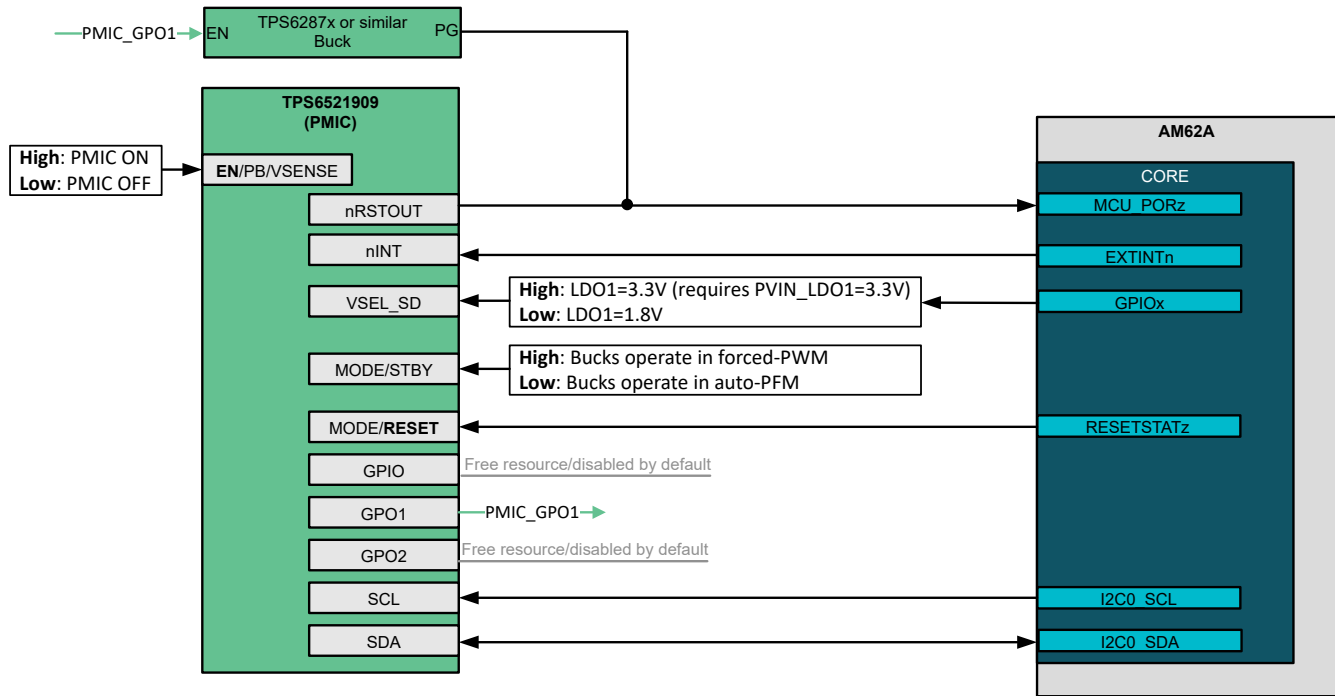 PMIC_GPO1
EN
TPS6287x or similar
Buck
PG
TPS6521909
(PMIC)
High: PMIC ON
Low: PMIC OFF
EN/PB/VSENSE
nRSTOUT
nINT
VSEL_SD
MODE/STBY
MODE/RESET
GPIO
GPO1
GPO2
SCL
SDA
High: LDO1=3.3V (requires PVIN_LDO1=3.3V)
Low: LDO1=1.8V
High: Bucks operate in forced-PWM
Low: Bucks operate in auto-PFM
Free resource/disabled by default
PMIC_GPO1
Free resource/disabled by default
AM62A
CORE
MCU_PORz
EXTINTn
GPIOx
RESETSTATz
I2C0_SCL
I2C0_SDA